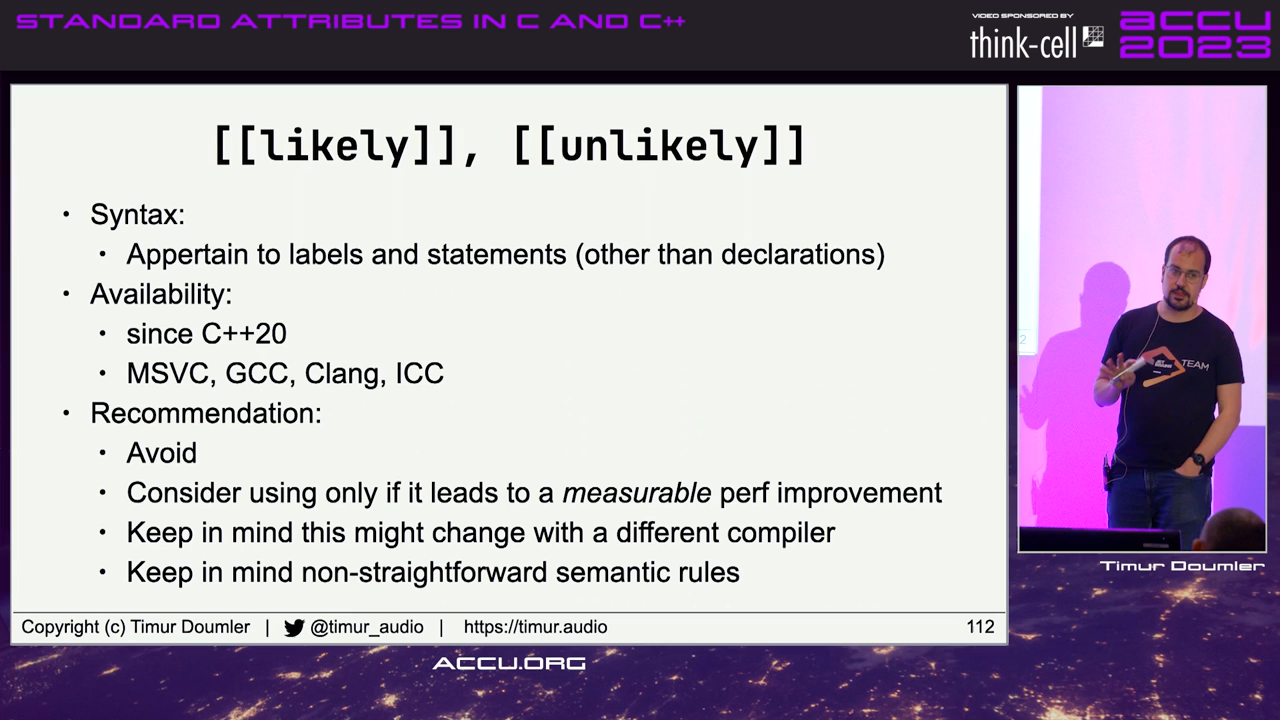 STANDARD ATTRIBUTES IN C AND C++
VIDEO SPONSORED BY
think-cell
ACCU
2023
[[likely]], [[unlikely]]
• Syntax:
• Appertain to labels and statements (other than declarations)
• Availability:
• since C++20
• MSVC, GCC, Clang, ICC
• Recommendation:
• Avoid
• Consider using only if it leads to a measurable perf improvement
• Keep in mind this might change with a different compiler
• Keep in mind non-straightforward semantic rules
Copyright (c) Timur Doumler | @timur_audio | https://timur.audio 112
TEAM
Timur Doumler
ACCU.ORG